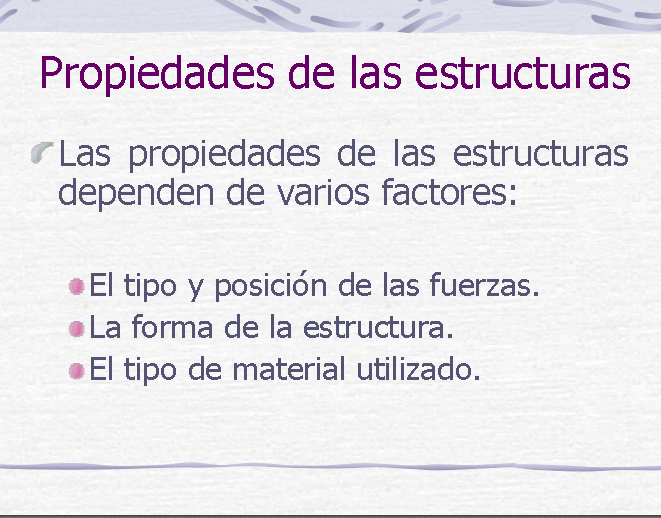 Propiedades de las estructuras
Las propiedades de las estructuras
dependen de varios factores:
El tipo y posición de las fuerzas.
La forma de la estructura.
El tipo de material utilizado.